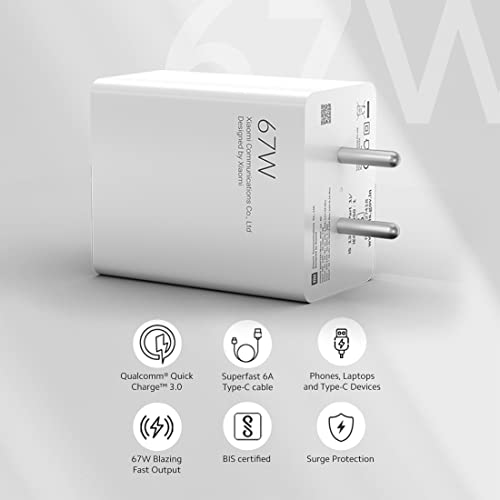 67W
67W
Xiaomi Communications Co., Ltd
Designed by Xiaomi
Qualcomm® Quick
Charge™ 3.0
Superfast 6A
Type-C cable
Phones, Laptops
and Type-C Devices
67W Blazing
Fast Output
BIS certified
Surge Protection